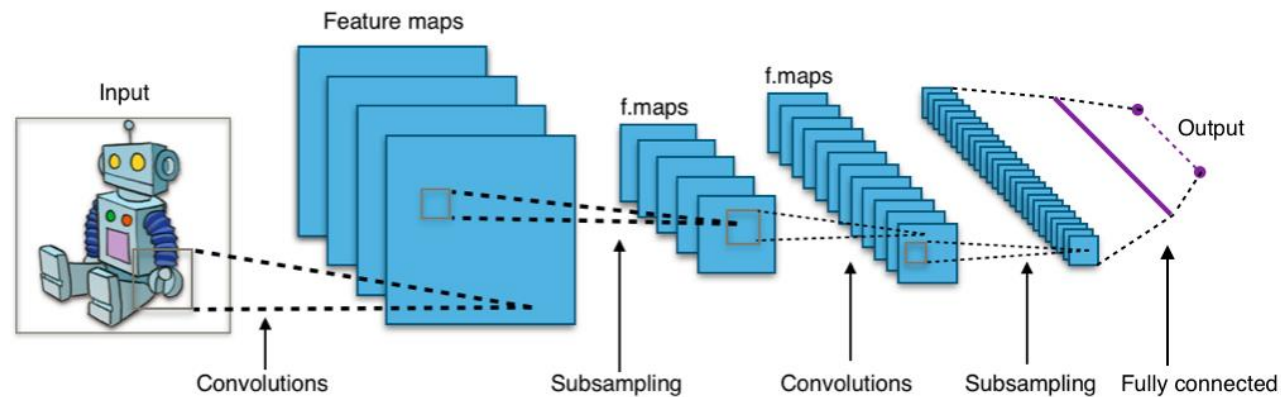 Feature maps
f.maps
f.maps
Input
Output
Convolutions
Subsampling
Convolutions
Subsampling
Fully connected